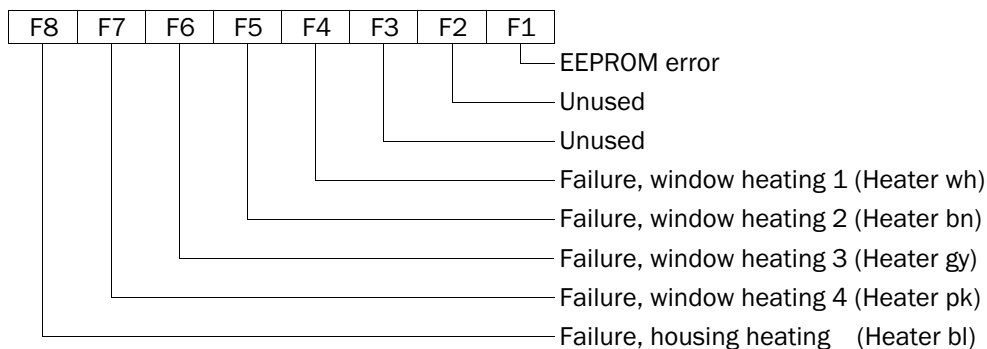 F8 F7 F6 F5 F4 F3 F2 F1
EEPROM error
Unused
Unused
Failure, window heating 1 (Heater wh)
Failure, window heating 2 (Heater bn)
Failure, window heating 3 (Heater gy)
Failure, window heating 4 (Heater pk)
Failure, housing heating (Heater bl)